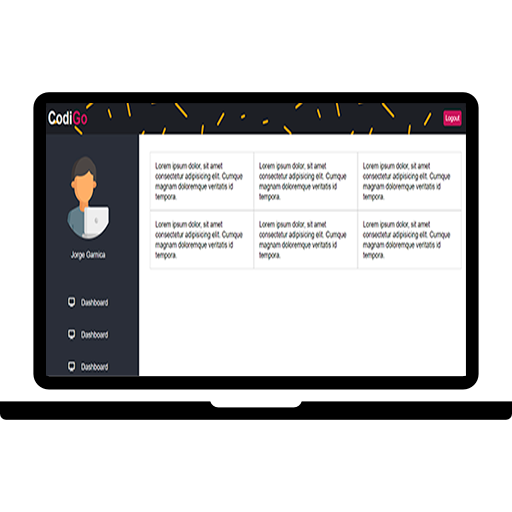 CodiGo
Logout
Jorge Garnica
Dashboard
Dashboard
Dashboard
Lorem ipsum dolor, sit amet
consectetur adipisicing elit. Cumque
magnam doloremque veritatis id
tempora.
Lorem ipsum dolor, sit amet
consectetur adipisicing elit. Cumque
magnam doloremque veritatis id
tempora.
Lorem ipsum dolor, sit amet
consectetur adipisicing elit. Cumque
magnam doloremque veritatis id
tempora.
Lorem ipsum dolor, sit amet
consectetur adipisicing elit. Cumque
magnam doloremque veritatis id
tempora.
Lorem ipsum dolor, sit amet
consectetur adipisicing elit. Cumque
magnam doloremque veritatis id
tempora.
Lorem ipsum dolor, sit amet
consectetur adipisicing elit. Cumque
magnam doloremque veritatis id
tempora.